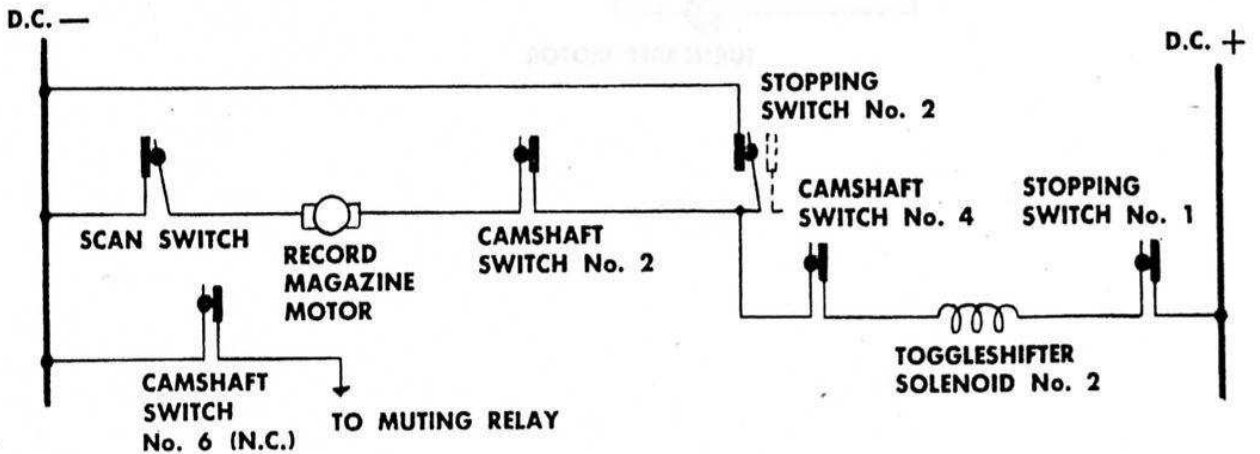 D.C. —
D.C. +
STOPPING
SWITCH No. 2
CAMSHAFT
SWITCH No. 4
STOPPING
SWITCH No. 1
SCAN SWITCH
RECORD
MAGAZINE
MOTOR
CAMSHAFT
SWITCH No. 2
TOGGLESHIFTER
SOLENOID No. 2
CAMSHAFT
SWITCH
No. 6 (N.C.)
TO MUTING RELAY